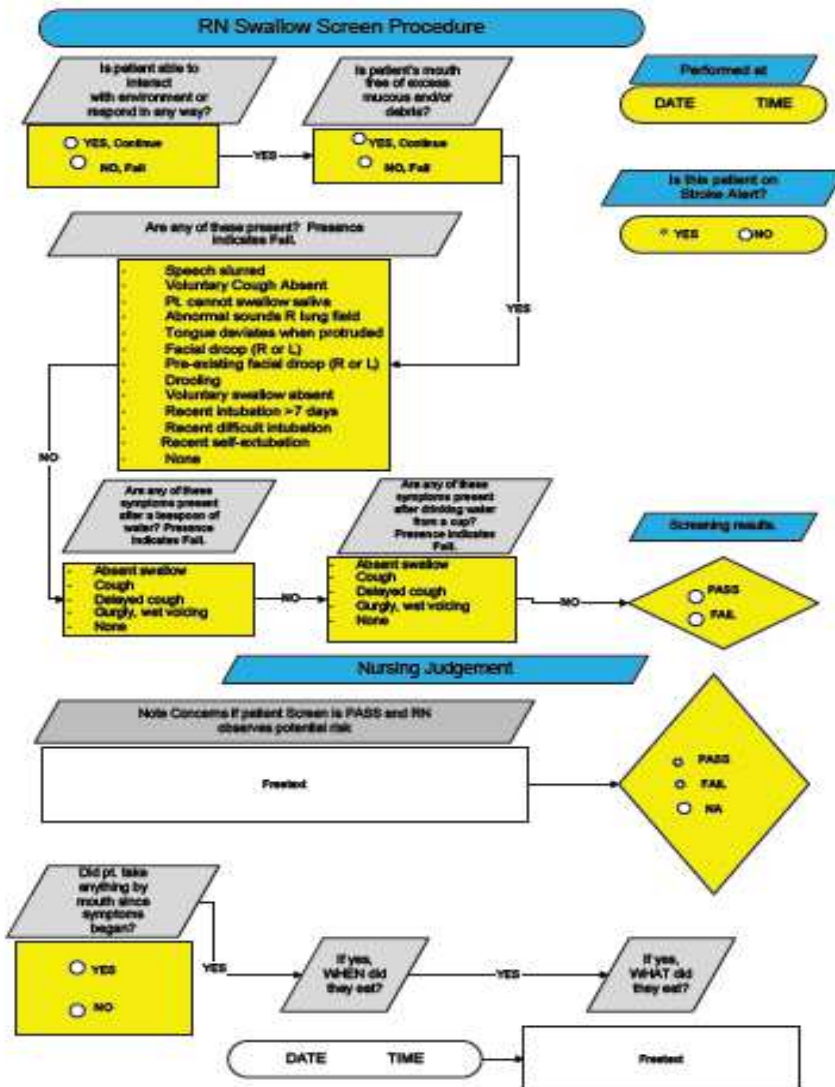 RN Swallow Screen Procedure
Is patient able to
interact
with environment or
respond in any way?
YES, Continue
NO, Fail
YES
Is patient's mouth
free of excess
mucous and/or
debris?
YES, Continue
NO, Fail
YES
Performed at
DATE TIME
Is this patient on
Stroke Alert?
YES NO
Are any of these present? Presence
indicates Fail.
- Speech slurred
- Voluntary Cough Absent
- Pt. cannot swallow saliva
- Abnormal sounds R lung field
- Tongue deviates when protruded
- Facial droop (R or L)
- Pre-existing facial droop (R or L)
- Drooling
- Voluntary swallow absent
- Recent intubation >7 days
- Recent difficult intubation
- Recent self-extubation
- None
NO
Are any of these
symptoms present
after a teaspoon of
water? Presence
indicates Fail.
- Absent swallow
- Cough
- Delayed cough
- Gurgly, wet voicing
- None
NO
Are any of these
symptoms present
after drinking water
from a cup?
Presence indicates
Fail.
- Absent swallow
- Cough
- Delayed cough
- Gurgly, wet voicing
- None
NO
Screening results.
PASS
FAIL
Nursing Judgement
Note Concerns if patient Screen is PASS and RN
observes potential risk
Freetext
PASS
FAIL
NA
Did pt. take
anything by
mouth since
symptoms
began?
YES
NO
YES
If yes,
WHEN did
they eat?
YES
If yes,
WHAT did
they eat?
DATE TIME
Freetext